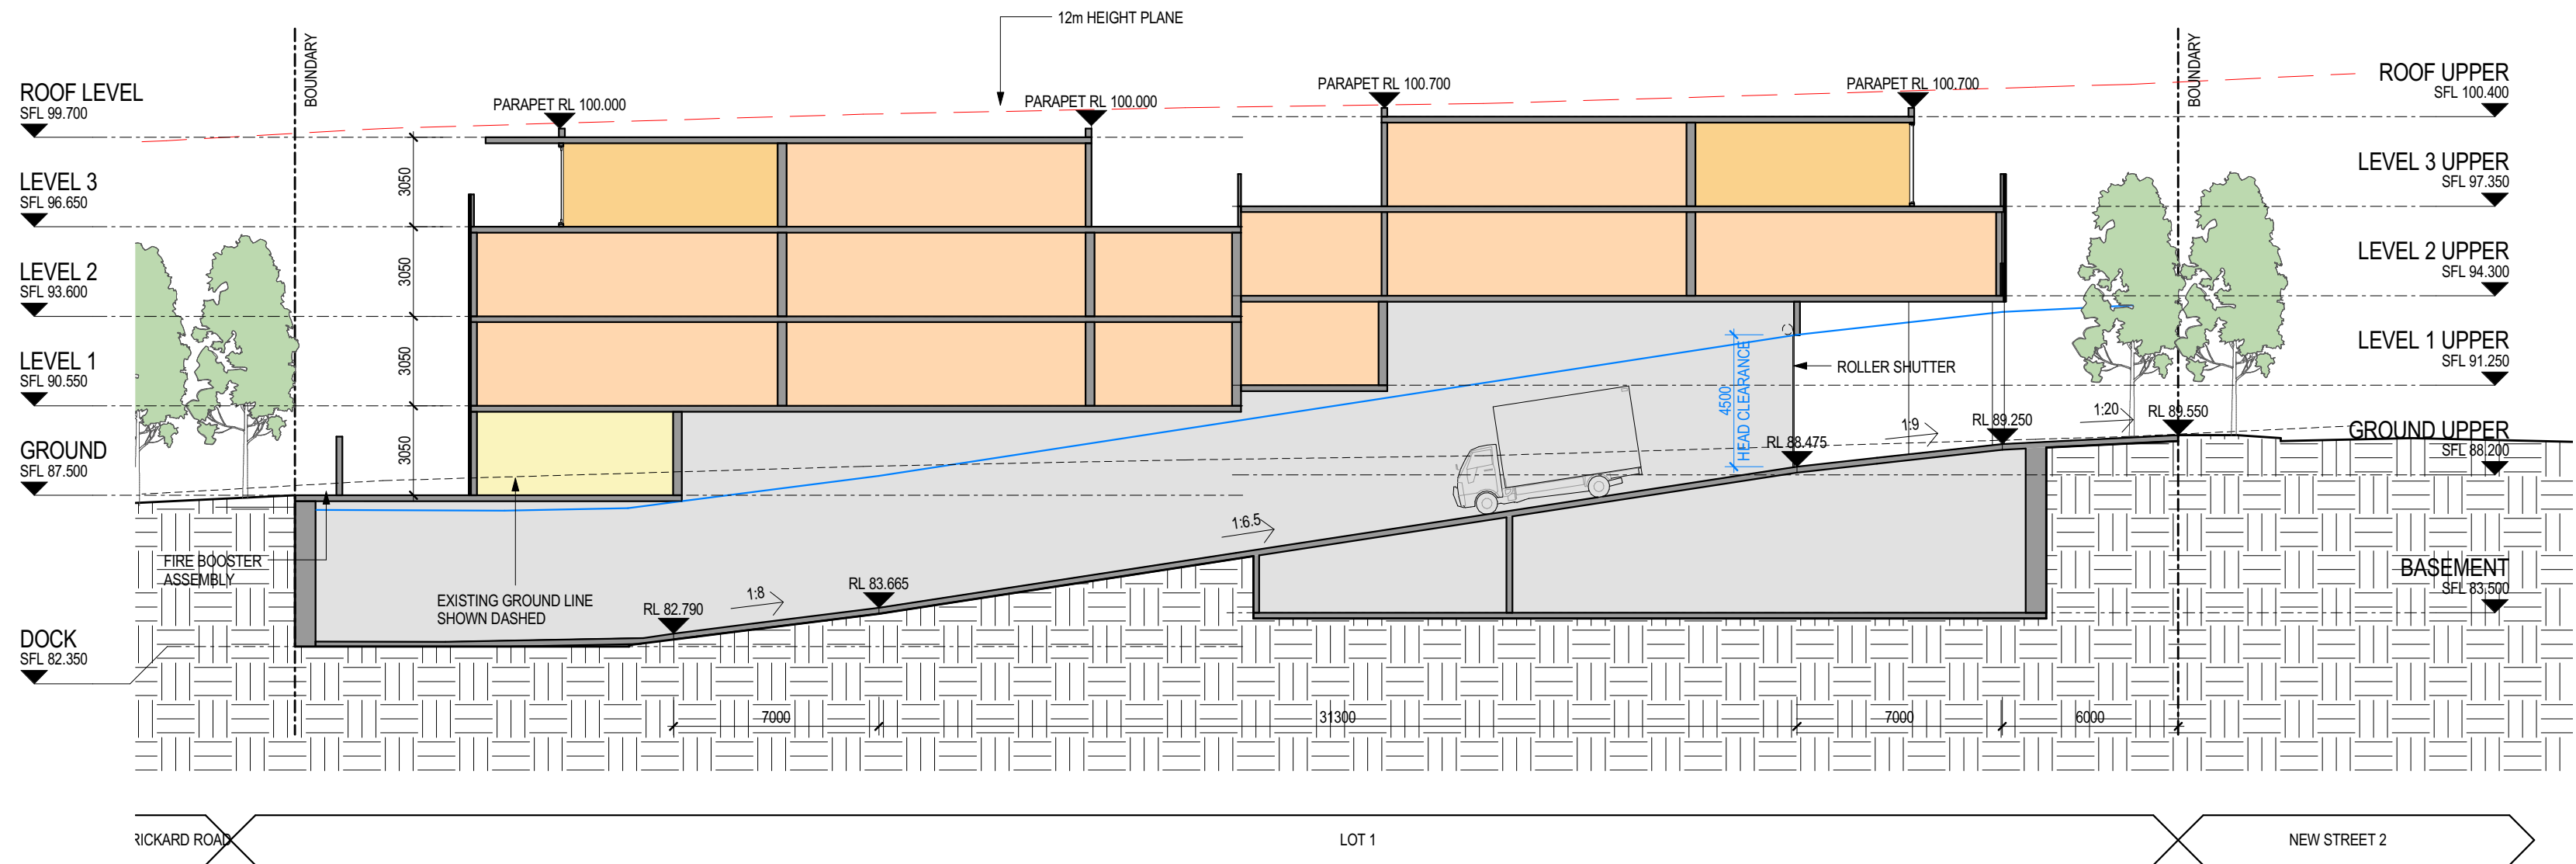 12m HEIGHT PLANE
BOUNDARY
BOUNDARY
ROOF LEVEL
SFL 99.700
PARAPET RL 100.000
PARAPET RL 100.000
PARAPET RL 100.700
PARAPET RL 100.700
ROOF UPPER
SFL 100.400
LEVEL 3
SFL 96.650
3050
LEVEL 3 UPPER
SFL 97.350
LEVEL 2
SFL 93.600
3050
LEVEL 2 UPPER
SFL 94.300
LEVEL 1
SFL 90.550
3050
4500
HEAD CLEARANCE
ROLLER SHUTTER
LEVEL 1 UPPER
SFL 91.250
GROUND
SFL 87.500
3050
RL 88.475
1:9
RL 89.250
1:20
RL 89.550
GROUND UPPER
SFL 88.200
FIRE BOOSTER
ASSEMBLY
EXISTING GROUND LINE
SHOWN DASHED
RL 82.790
1:8
RL 83.665
1:6.5
BASEMENT
SFL 83.500
DOCK
SFL 82.350
7000
31300
7000
6000
RICKARD ROAD
LOT 1
NEW STREET 2